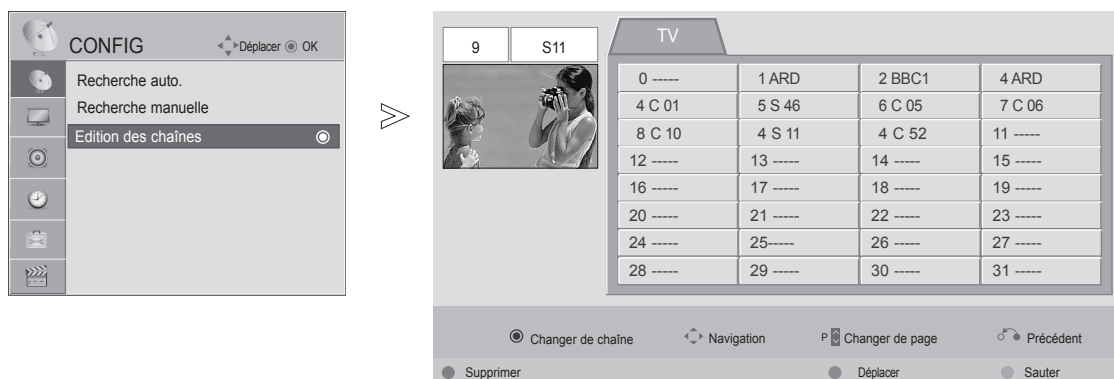 CONFIG
Déplacer OK
Recherche auto.
Recherche manuelle
Edition des chaînes
9 S11
TV
0 ----- 1 ARD 2 BBC1 4 ARD
4 C 01 5 S 46 6 C 05 7 C 06
8 C 10 4 S 11 4 C 52 11 -----
12 ----- 13 ----- 14 ----- 15 -----
16 ----- 17 ----- 18 ----- 19 -----
20 ----- 21 ----- 22 ----- 23 -----
24 ----- 25----- 26 ----- 27 -----
28 ----- 29 ----- 30 ----- 31 -----
Changer de chaîne Navigation P Changer de page Précédent
Supprimer Déplacer Sauter